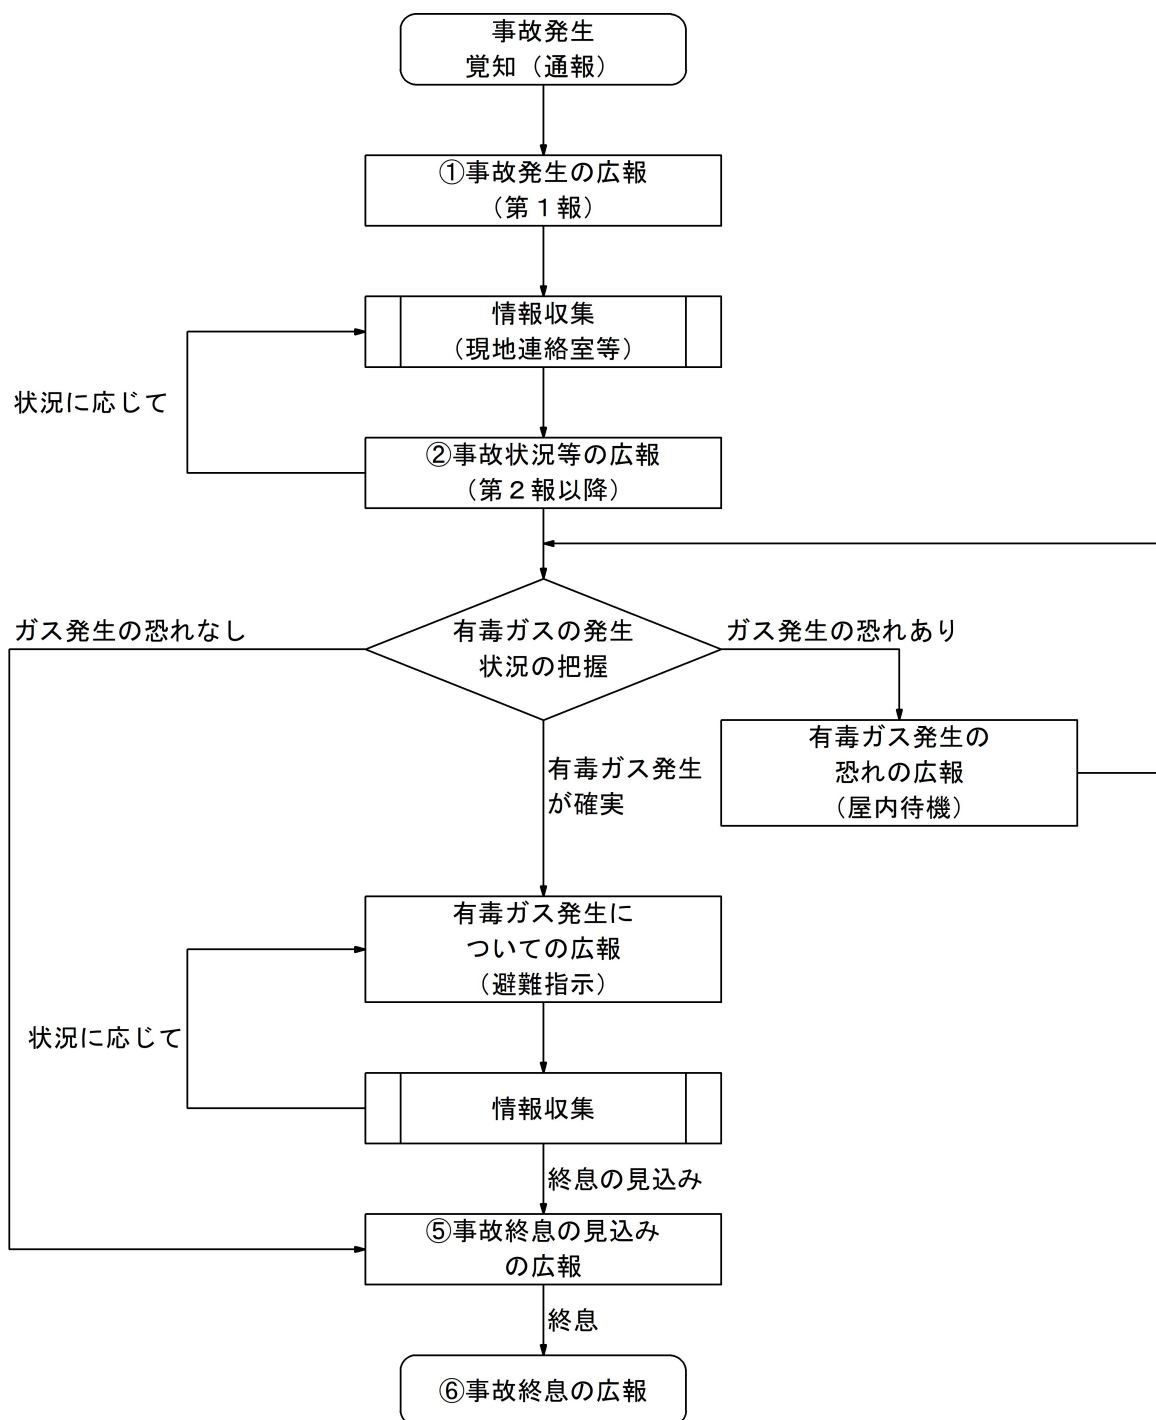 事故発生
覚知（通報）
①事故発生の広報
（第１報）
情報収集
（現地連絡室等）
状況に応じて
②事故状況等の広報
（第２報以降）
ガス発生の恐れなし
有毒ガスの発生
状況の把握
ガス発生の恐れあり
有毒ガス発生の
恐れの広報
（屋内待機）
有毒ガス発生
が確実
有毒ガス発生に
ついての広報
（避難指示）
状況に応じて
情報収集
終息の見込み
⑤事故終息の見込み
の広報
終息
⑥事故終息の広報